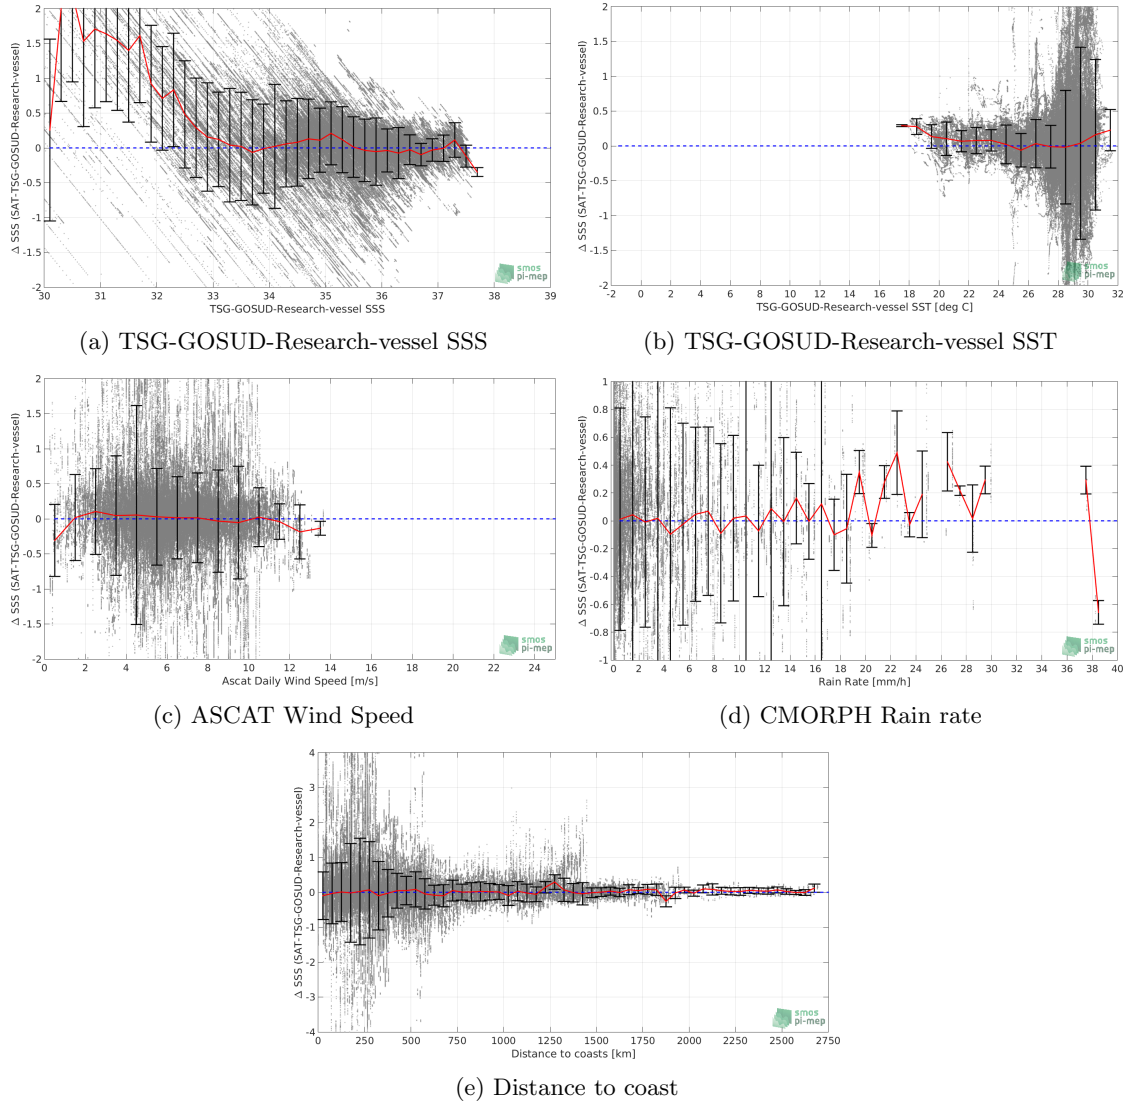 2
1.5
1
0.5
0
-0.5
-1
-1.5
-2
Δ SSS (SAT-TSG-GOSUD-Research-vessel)
30 31 32 33 34 35 36 37 38 39
TSG-GOSUD-Research-vessel SSS
smos
pi-mep
(a) TSG-GOSUD-Research-vessel SSS
2
1.5
1
0.5
0
-0.5
-1
-1.5
-2
Δ SSS (SAT-TSG-GOSUD-Research-vessel)
-2 0 2 4 6 8 10 12 14 16 18 20 22 24 26 28 30 32
TSG-GOSUD-Research-vessel SST [deg C]
smos
pi-mep
(b) TSG-GOSUD-Research-vessel SST
2
1.5
1
0.5
0
-0.5
-1
-1.5
-2
Δ SSS (SAT-TSG-GOSUD-Research-vessel)
0 2 4 6 8 10 12 14 16 18 20 22 24
Ascat Daily Wind Speed [m/s]
smos
pi-mep
(c) ASCAT Wind Speed
1
0.8
0.6
0.4
0.2
0
-0.2
-0.4
-0.6
-0.8
-1
Δ SSS (SAT-TSG-GOSUD-Research-vessel)
0 2 4 6 8 10 12 14 16 18 20 22 24 26 28 30 32 34 36 38 40
Rain Rate [mm/h]
smos
pi-mep
(d) CMORPH Rain rate
4
3
2
1
0
-1
-2
-3
-4
Δ SSS (SAT-TSG-GOSUD-Research-vessel)
0 250 500 750 1000 1250 1500 1750 2000 2250 2500 2750
Distance to coasts [km]
smos
pi-mep
(e) Distance to coast